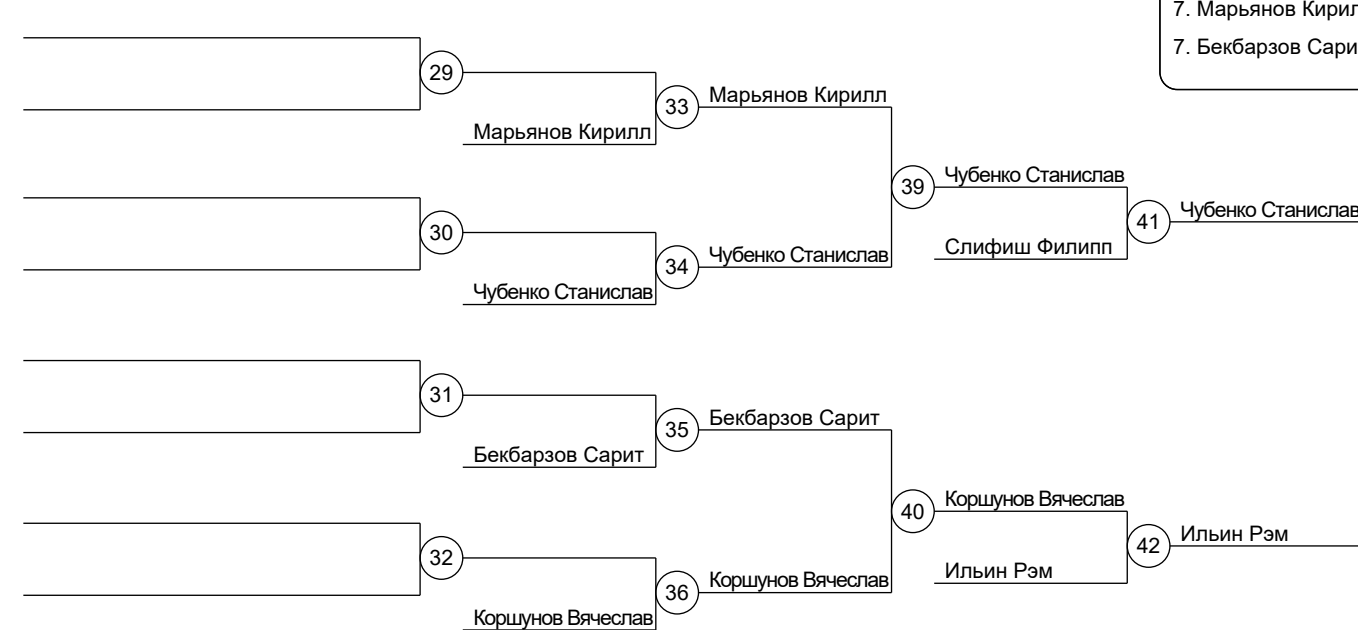 7. Марьянов Кирил
7. Бекбарзов Сари
29
33
Марьянов Кирилл
Марьянов Кирилл
39
Чубенко Станислав
41
Чубенко Станислав
30
34
Чубенко Станислав
Слифиш Филипп
Чубенко Станислав
31
35
Бекбарзов Сарит
Бекбарзов Сарит
40
Коршунов Вячеслав
42
Ильин Рэм
32
36
Коршунов Вячеслав
Ильин Рэм
Коршунов Вячеслав